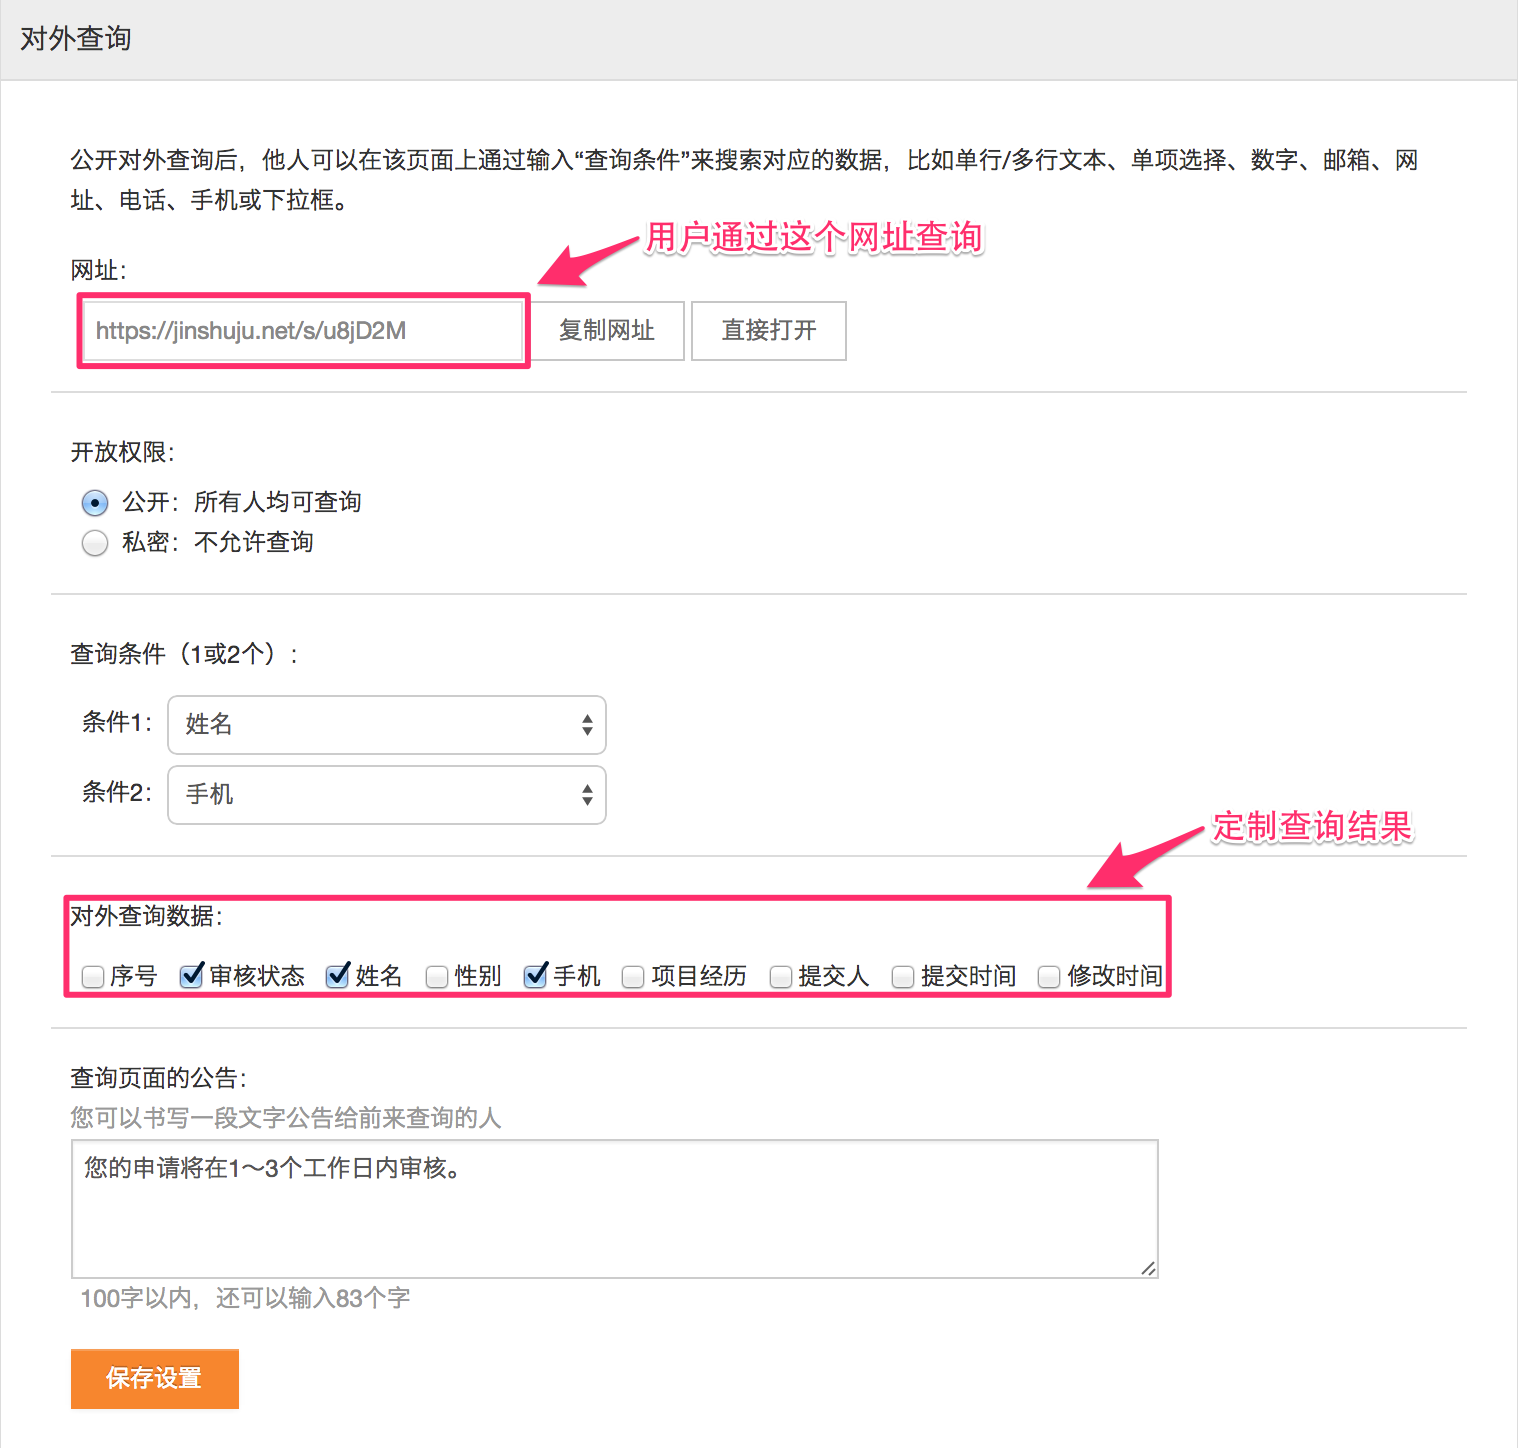 对外查询
公开对外查询后，他人可以在该页面上通过输入“查询条件”来搜索对应的数据，比如单行/多行文本、单项选择、数字、邮箱、网
址、电话、手机或下拉框。
用户通过这个网址查询
网址：
https://jinshuju.net/s/u8jD2M 复制网址 直接打开
开放权限：
公开：所有人均可查询
私密：不允许查询
查询条件（1或2个）：
条件1： 姓名
条件2： 手机
定制查询结果
对外查询数据：
序号 审核状态 姓名 性别 手机 项目经历 提交人 提交时间 修改时间
查询页面的公告：
您可以书写一段文字公告给前来查询的人
您的申请将在1～3个工作日内审核。
100字以内，还可以输入83个字
保存设置